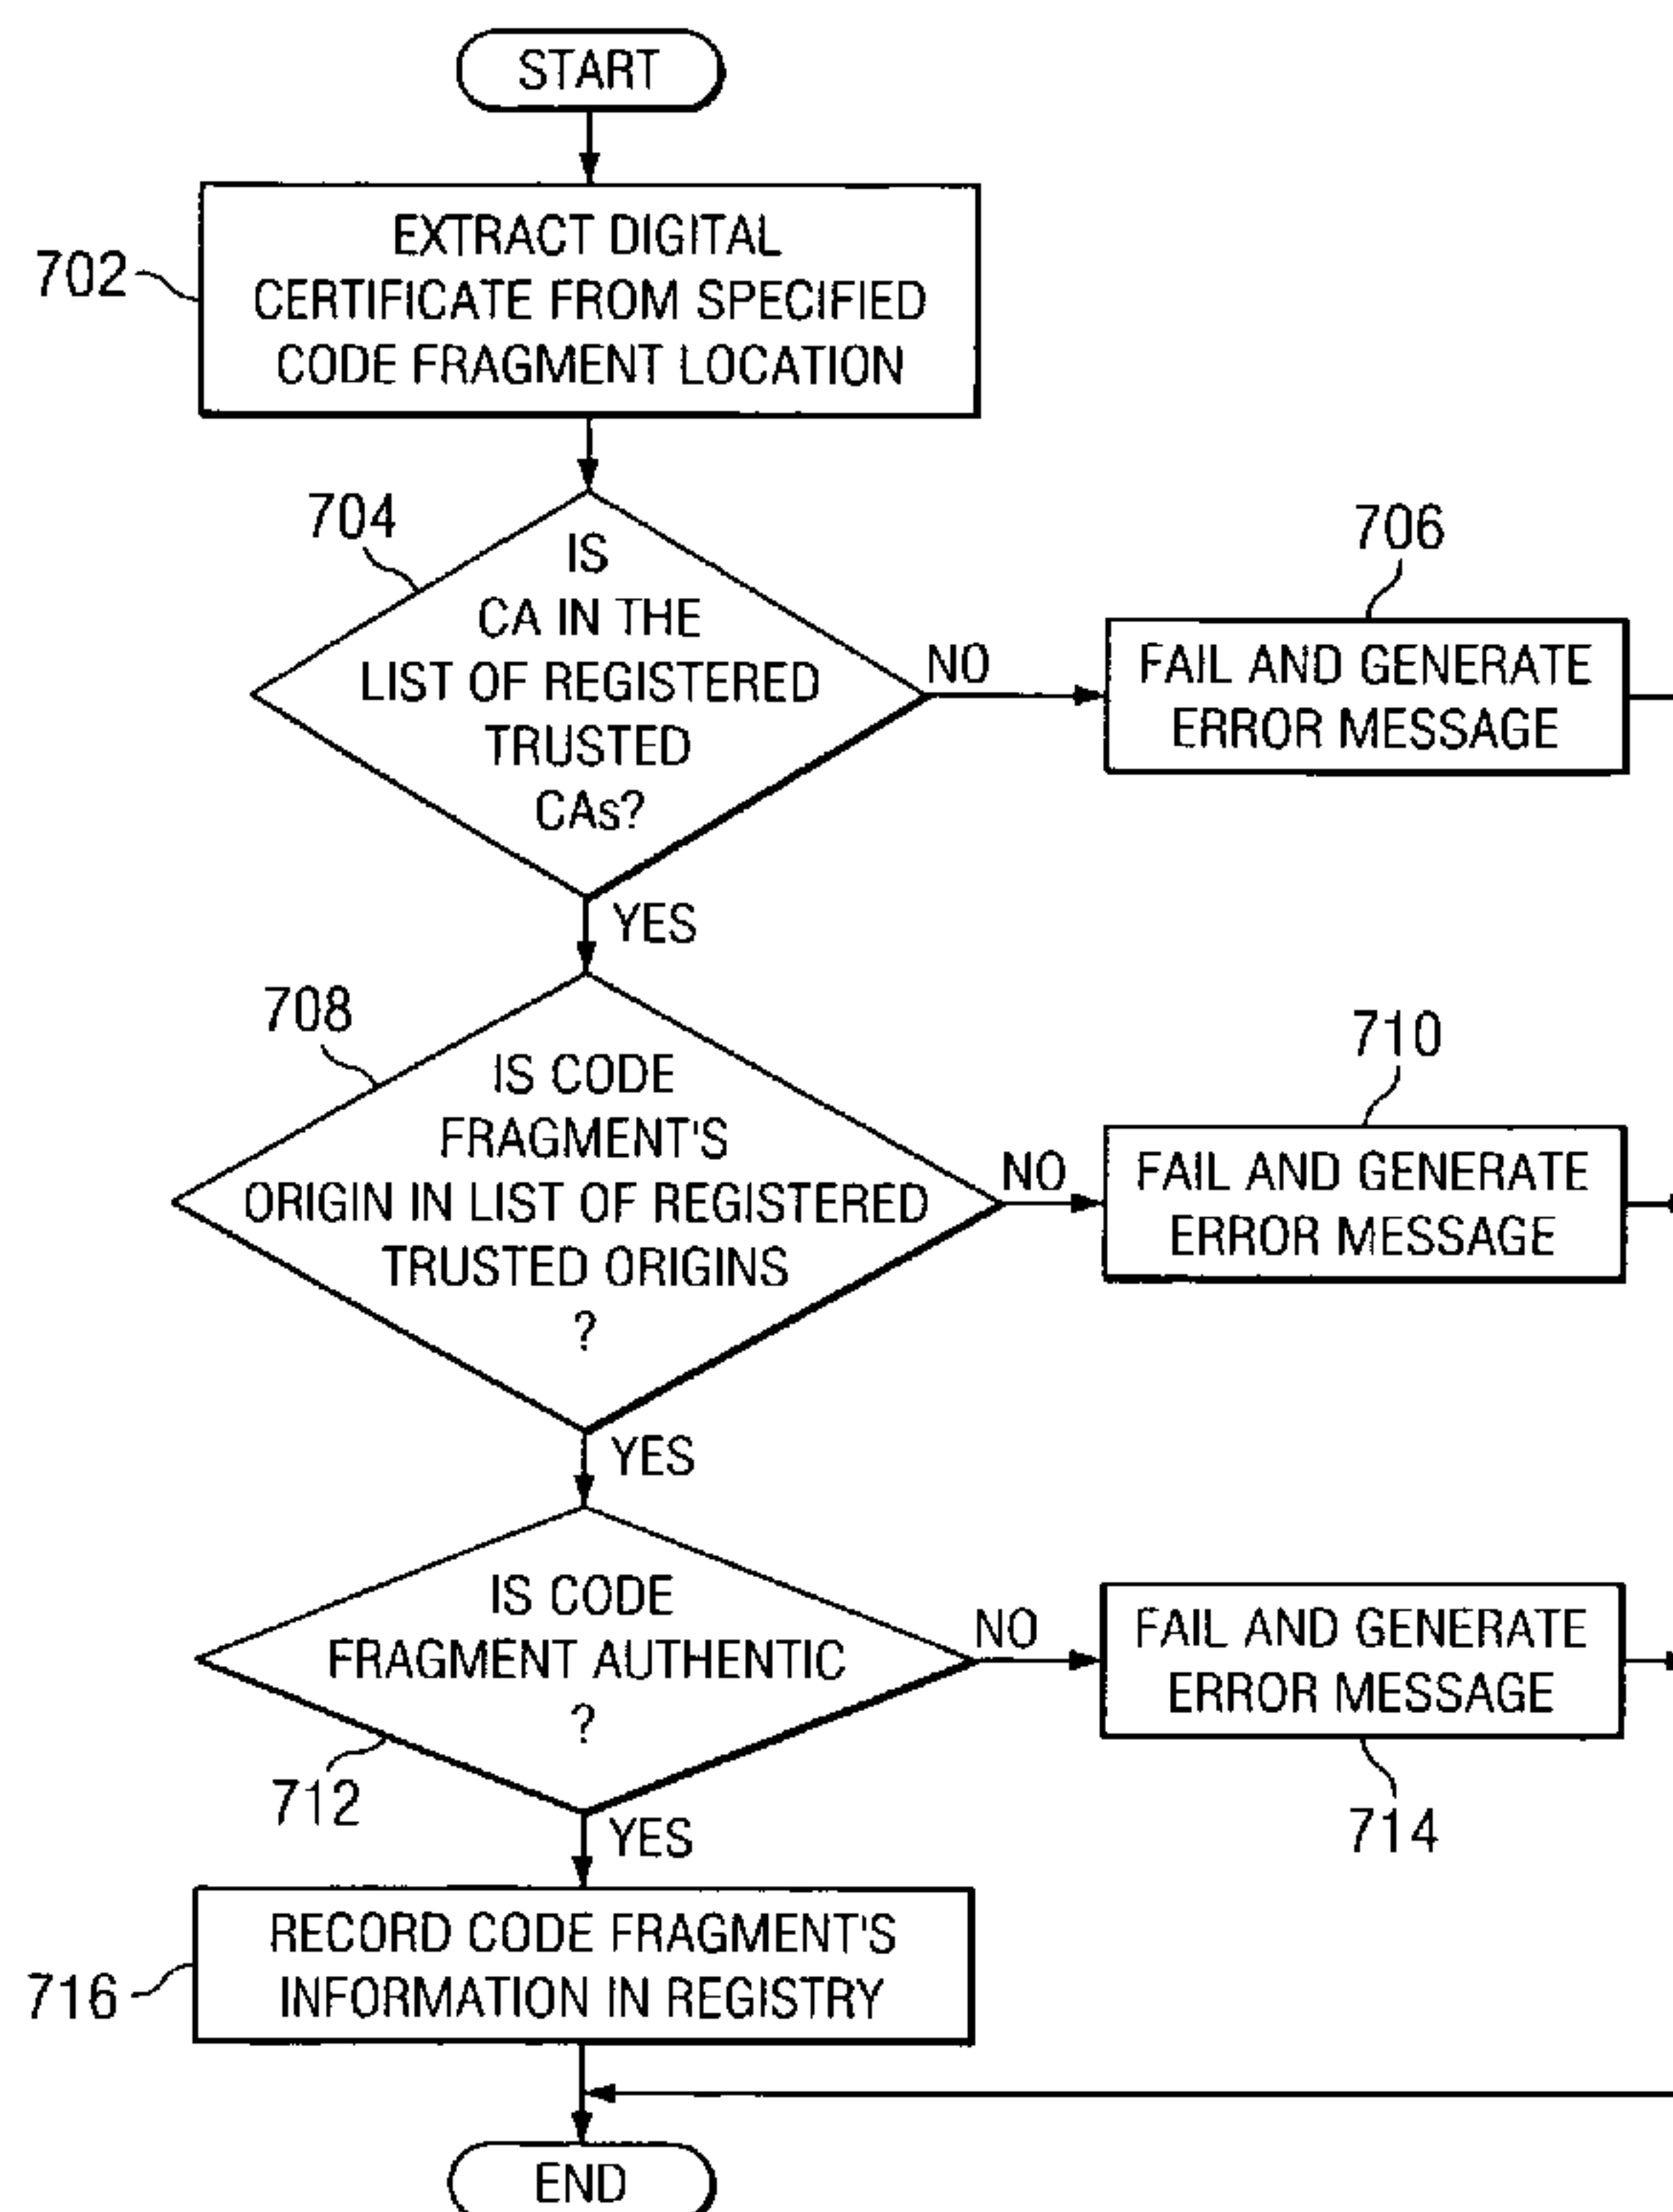 START
702
EXTRACT DIGITAL
CERTIFICATE FROM SPECIFIED
CODE FRAGMENT LOCATION
704
IS
CA IN THE
LIST OF REGISTERED
TRUSTED
CAs?
NO
706
FAIL AND GENERATE
ERROR MESSAGE
YES
708
IS CODE
FRAGMENT'S
ORIGIN IN LIST OF REGISTERED
TRUSTED ORIGINS
?
NO
710
FAIL AND GENERATE
ERROR MESSAGE
YES
IS CODE
FRAGMENT AUTHENTIC
?
712
NO
FAIL AND GENERATE
ERROR MESSAGE
714
YES
RECORD CODE FRAGMENT'S
INFORMATION IN REGISTRY
716
END